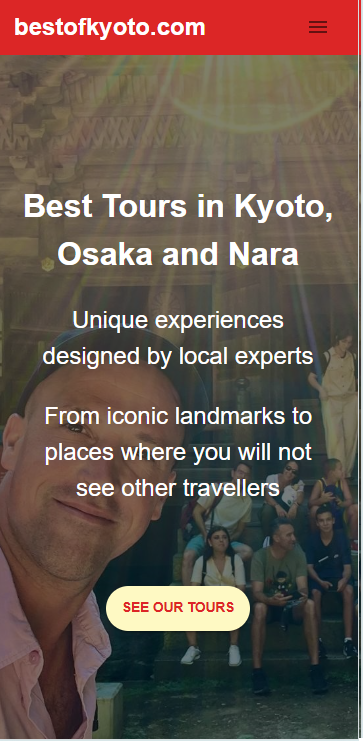 bestofkyoto.com
Best Tours in Kyoto,
Osaka and Nara
Unique experiences
designed by local experts
From iconic landmarks to
places where you will not
see other travellers
SEE OUR TOURS